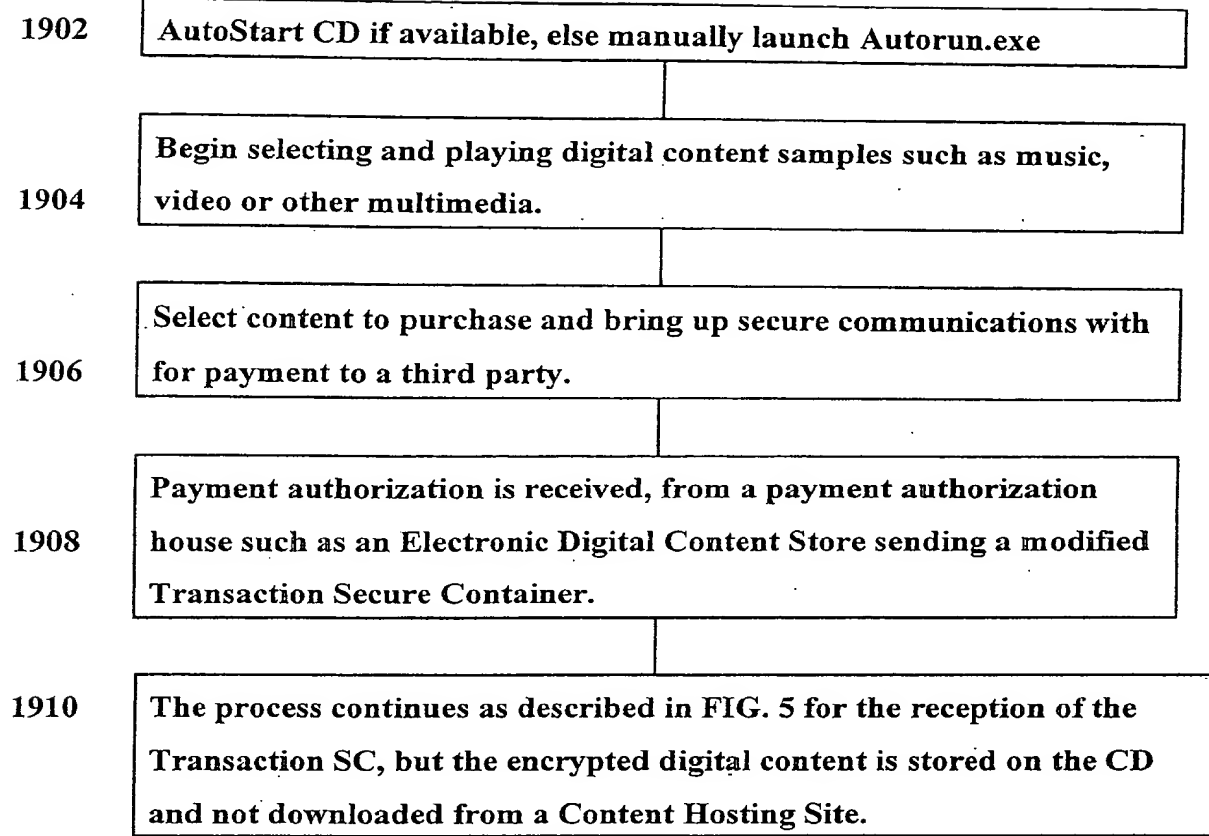 1902 AutoStart CD if available, else manually launch Autorun.exe
Begin selecting and playing digital content samples such as music,
1904 video or other multimedia.
Select content to purchase and bring up secure communications with
1906 for payment to a third party.
Payment authorization is received, from a payment authorization
1908 house such as an Electronic Digital Content Store sending a modified
Transaction Secure Container.
1910 The process continues as described in FIG. 5 for the reception of the
Transaction SC, but the encrypted digital content is stored on the CD
and not downloaded from a Content Hosting Site.